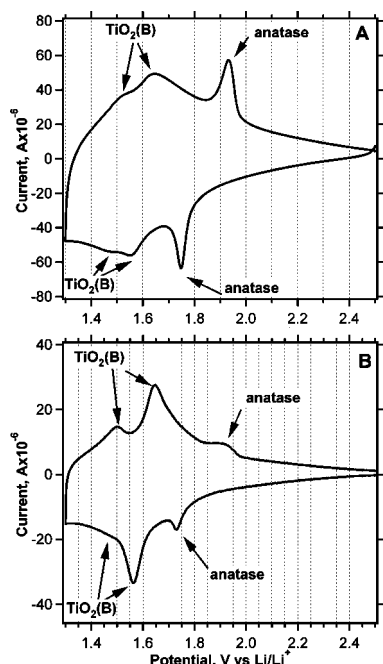 A
TiO2(B)
anatase
80
60
40
20
0
-20
-40
-60
-80
Current, Ax10-6
TiO2(B)
anatase
1.4 1.6 1.8 2.0 2.2 2.4
B
TiO2(B)
anatase
40
20
0
-20
-40
Current, Ax10-6
TiO2(B)
anatase
1.4 1.6 1.8 2.0 2.2 2.4
Potential, V vs Li/Li+